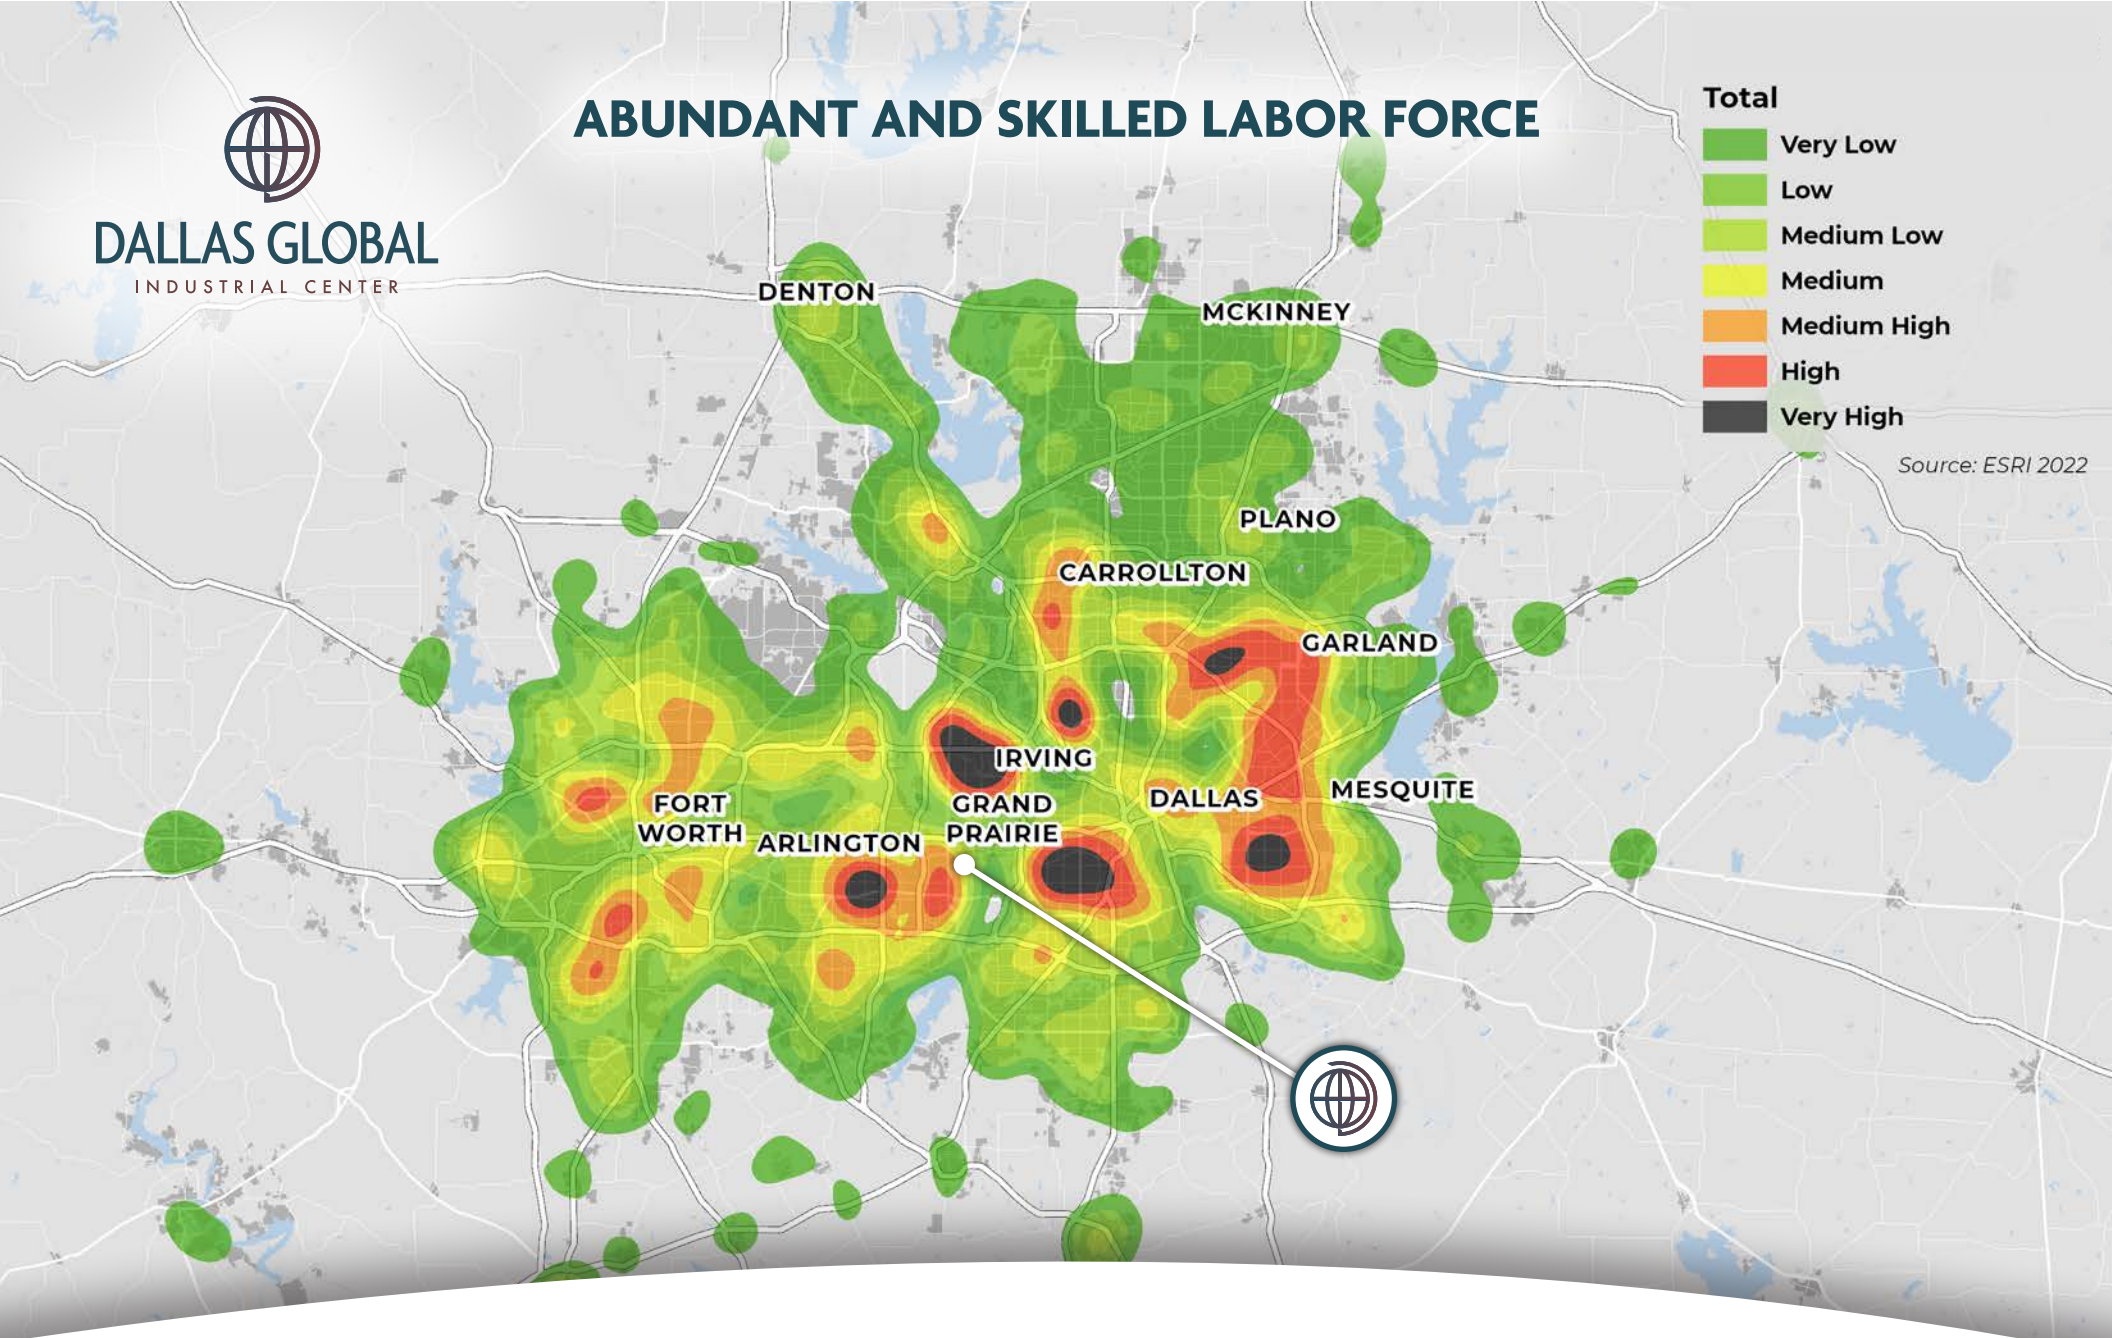 ABUNDANT AND SKILLED LABOR FORCE
DALLAS GLOBAL
INDUSTRIAL CENTER
Total
Very Low
Low
Medium Low
Medium
Medium High
High
Very High
Source: ESRI 2022
DENTON
MCKINNEY
PLANO
CARROLLTON
GARLAND
IRVING
MESQUITE
DALLAS
GRAND
PRAIRIE
FORT
WORTH
ARLINGTON